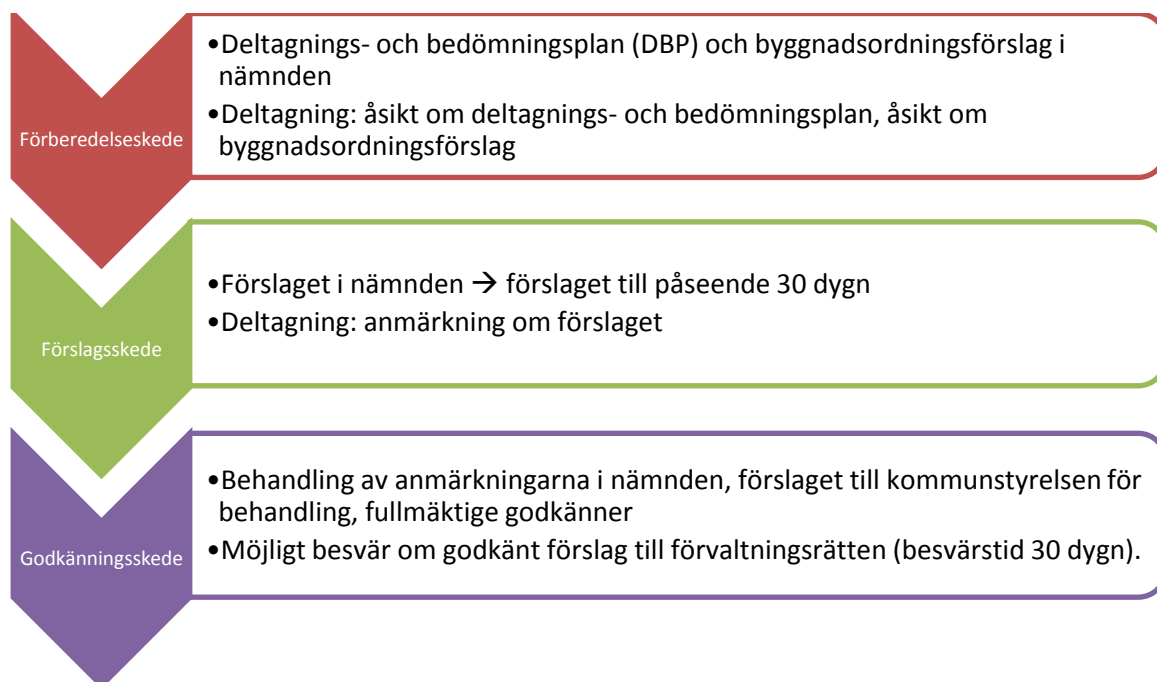 Förberedelseskede
•Deltagnings- och bedömningsplan (DBP) och byggnadsordningsförslag i
nämnden
•Deltagning: åsikt om deltagnings- och bedömningsplan, åsikt om
byggnadsordningsförslag
Förslagsskede
•Förslaget i nämnden → förslaget till påseende 30 dygn
•Deltagning: anmärkning om förslaget
Godkänningsskede
•Behandling av anmärkningarna i nämnden, förslaget till kommunstyrelsen för
behandling, fullmäktige godkänner
•Möjligt besvär om godkänt förslag till förvaltningsrätten (besvärstid 30 dygn).